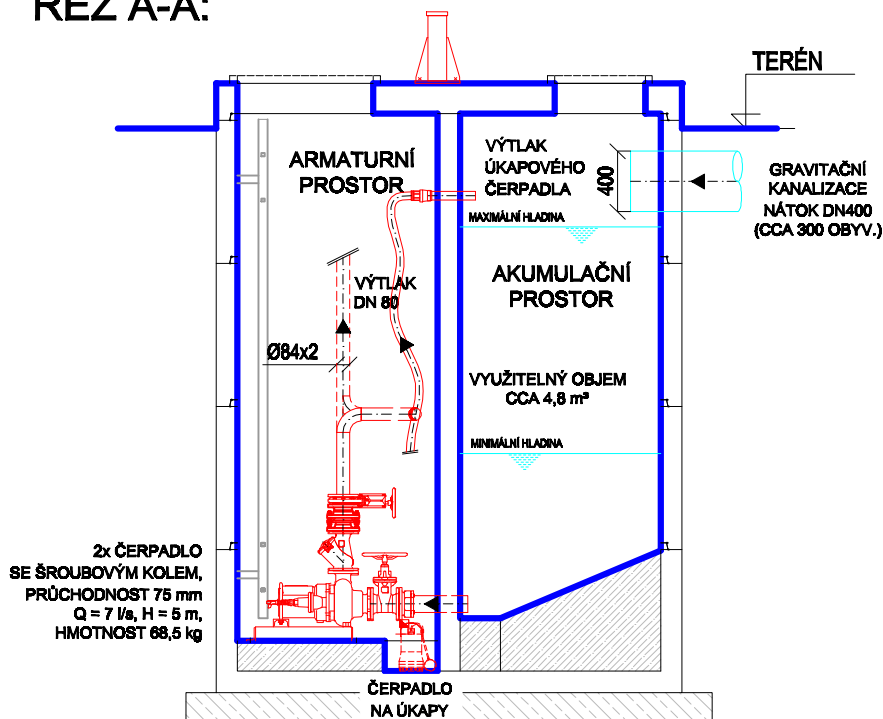 ŘEZ A-A:
TERÉN
ARMATURNÍ
PROSTOR
VÝTLAK
ÚKAPOVÉHO
ČERPADLA
400
GRAVITAČNÍ
KANALIZACE
NÁTOK DN400
(CCA 300 OBYV.)
MAXIMÁLNÍ HLADINA
VÝTLAK
DN 80
AKUMULAČNÍ
PROSTOR
Ø84x2
VYUŽITELNÝ OBJEM
CCA 4,8 m³
MINIMÁLNÍ HLADINA
2x ČERPADLO
SE ŠROUBOVÝM KOLEM,
PRŮCHODNOST 75 mm
Q = 7 l/s, H = 5 m,
HMOTNOST 68,5 kg
ČERPADLO
NA ÚKAPY